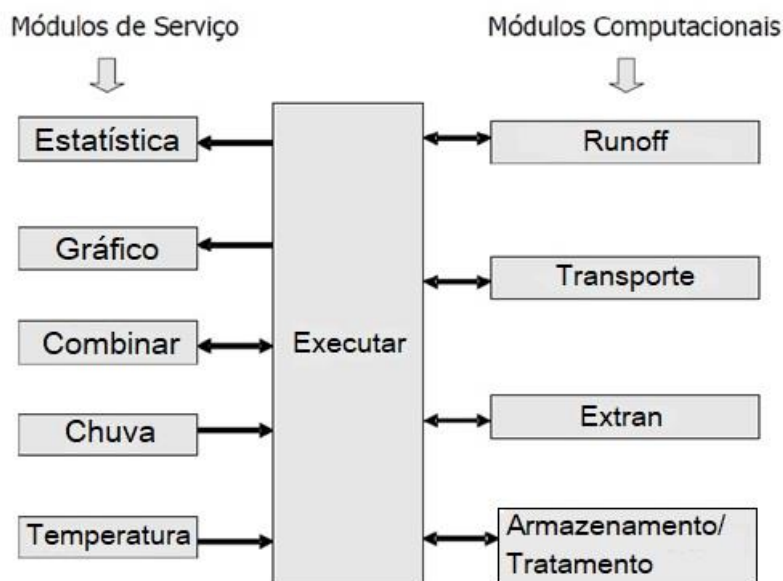 Módulos de Serviço
Módulos Computacionais
Estatística
Gráfico
Combinar
Chuva
Temperatura
Executar
Runoff
Transporte
Extran
Armazenamento/
Tratamento